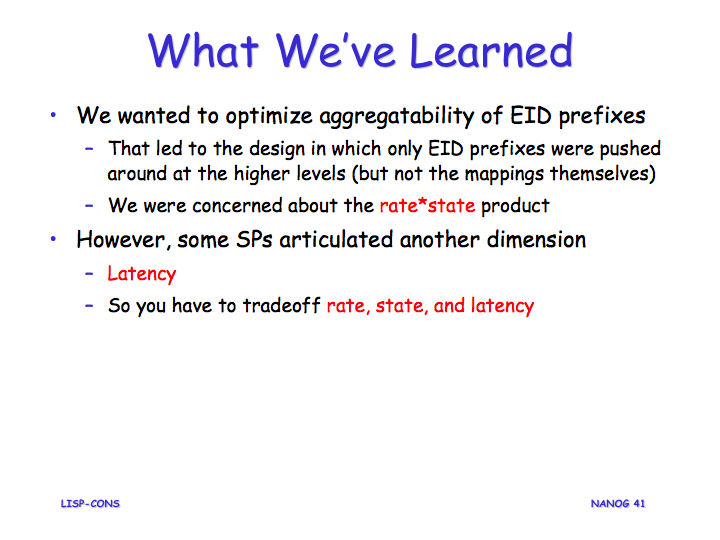 What We've Learned
• We wanted to optimize aggregatability of EID prefixes
– That led to the design in which only EID prefixes were pushed
around at the higher levels (but not the mappings themselves)
– We were concerned about the rate*state product
• However, some SPs articulated another dimension
– Latency
– So you have to tradeoff rate, state, and latency
LISP-CONS
NANOG 41